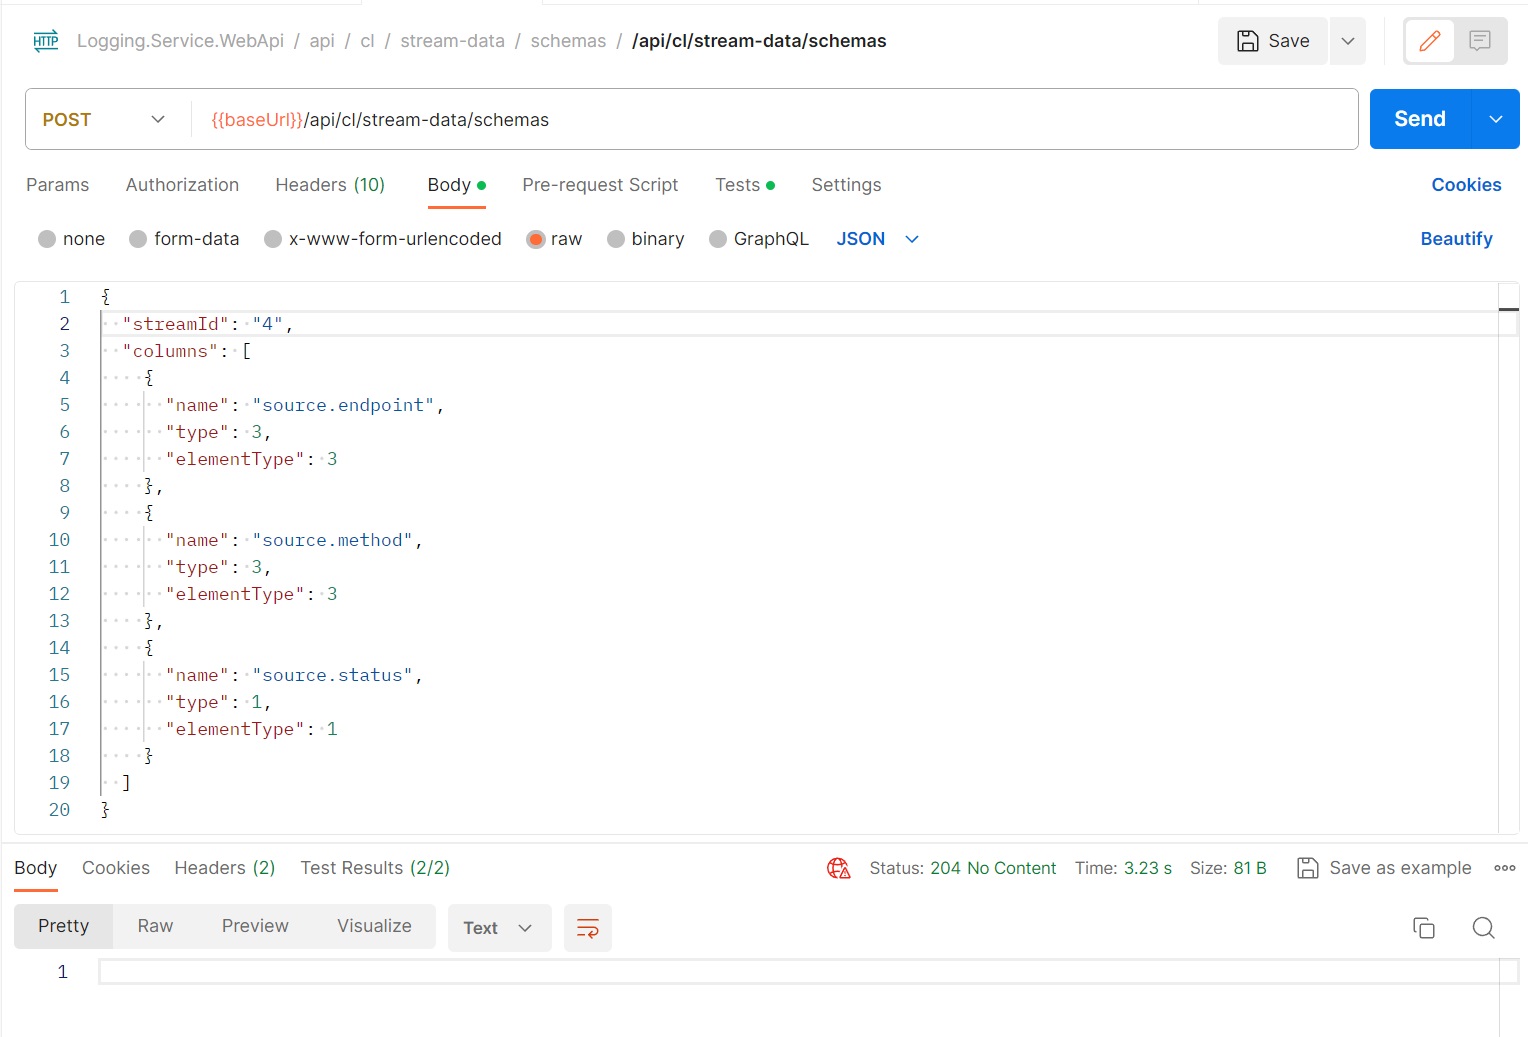 HTTP Logging.Service.WebApi / api / cl / stream-data / schemas / /api/cl/stream-data/schemas Save
POST {{baseUrl}}/api/cl/stream-data/schemas Send
Params Authorization Headers (10) Body Pre-request Script Tests Settings Cookies
none form-data x-www-form-urlencoded raw binary GraphQL JSON Beautify
1 {
2 "streamId": "4",
3 "columns": [
4 {
5 "name": "source.endpoint",
6 "type": 3,
7 "elementType": 3
8 },
9 {
10 "name": "source.method",
11 "type": 3,
12 "elementType": 3
13 },
14 {
15 "name": "source.status",
16 "type": 1,
17 "elementType": 1
18 }
19 ]
20 }
Body Cookies Headers (2) Test Results (2/2) Status: 204 No Content Time: 3.23 s Size: 81 B Save as example
Pretty Raw Preview Visualize Text
1